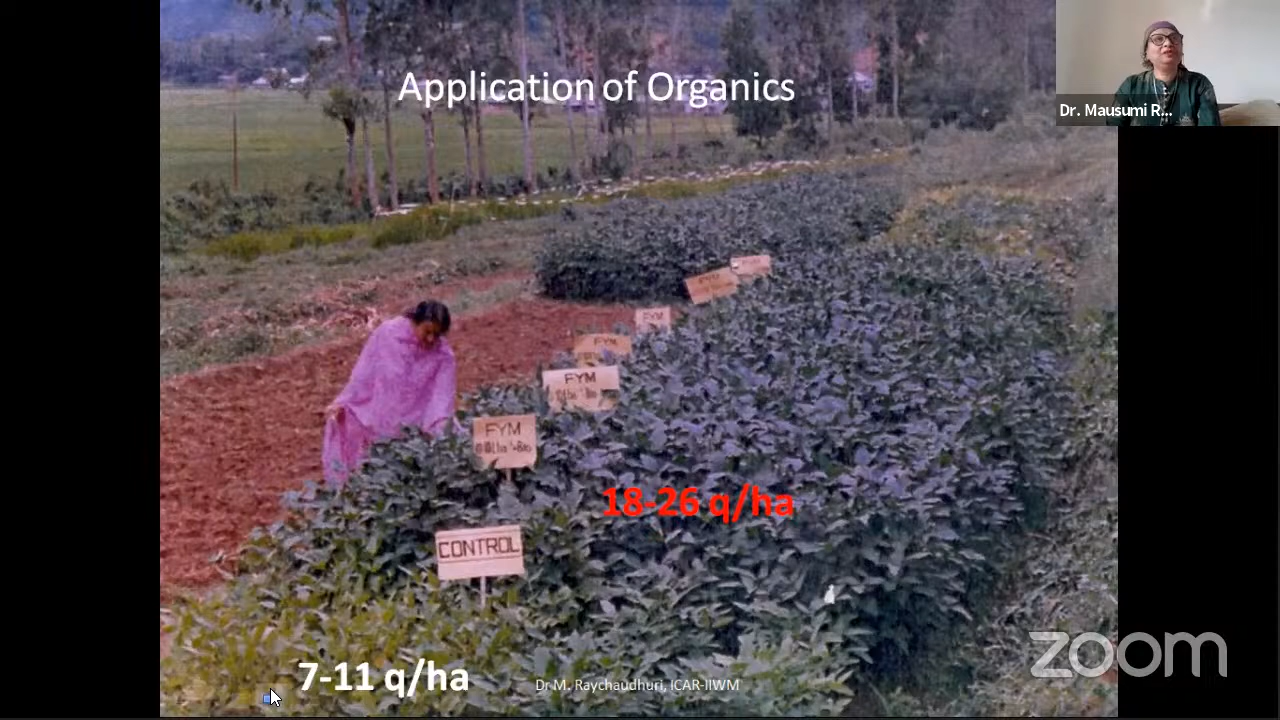 Application of Organics
Dr. Mausumi R...
FYM
FYM
FYM
FYM
18-26 q/ha
CONTROL
7-11 q/ha
Dr M. Raychaudhuri, ICAR-IIWM
zoom